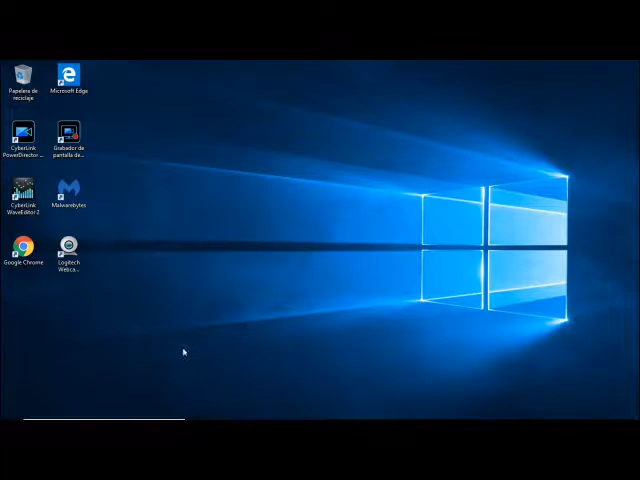 Papelera de
reciclaje
Microsoft Edge
CyberLink
PowerDirector ...
Grabador de
pantalla de...
CyberLink
WaveEditor 2
Malwarebytes
Google Chrome
Logitech
Webca...